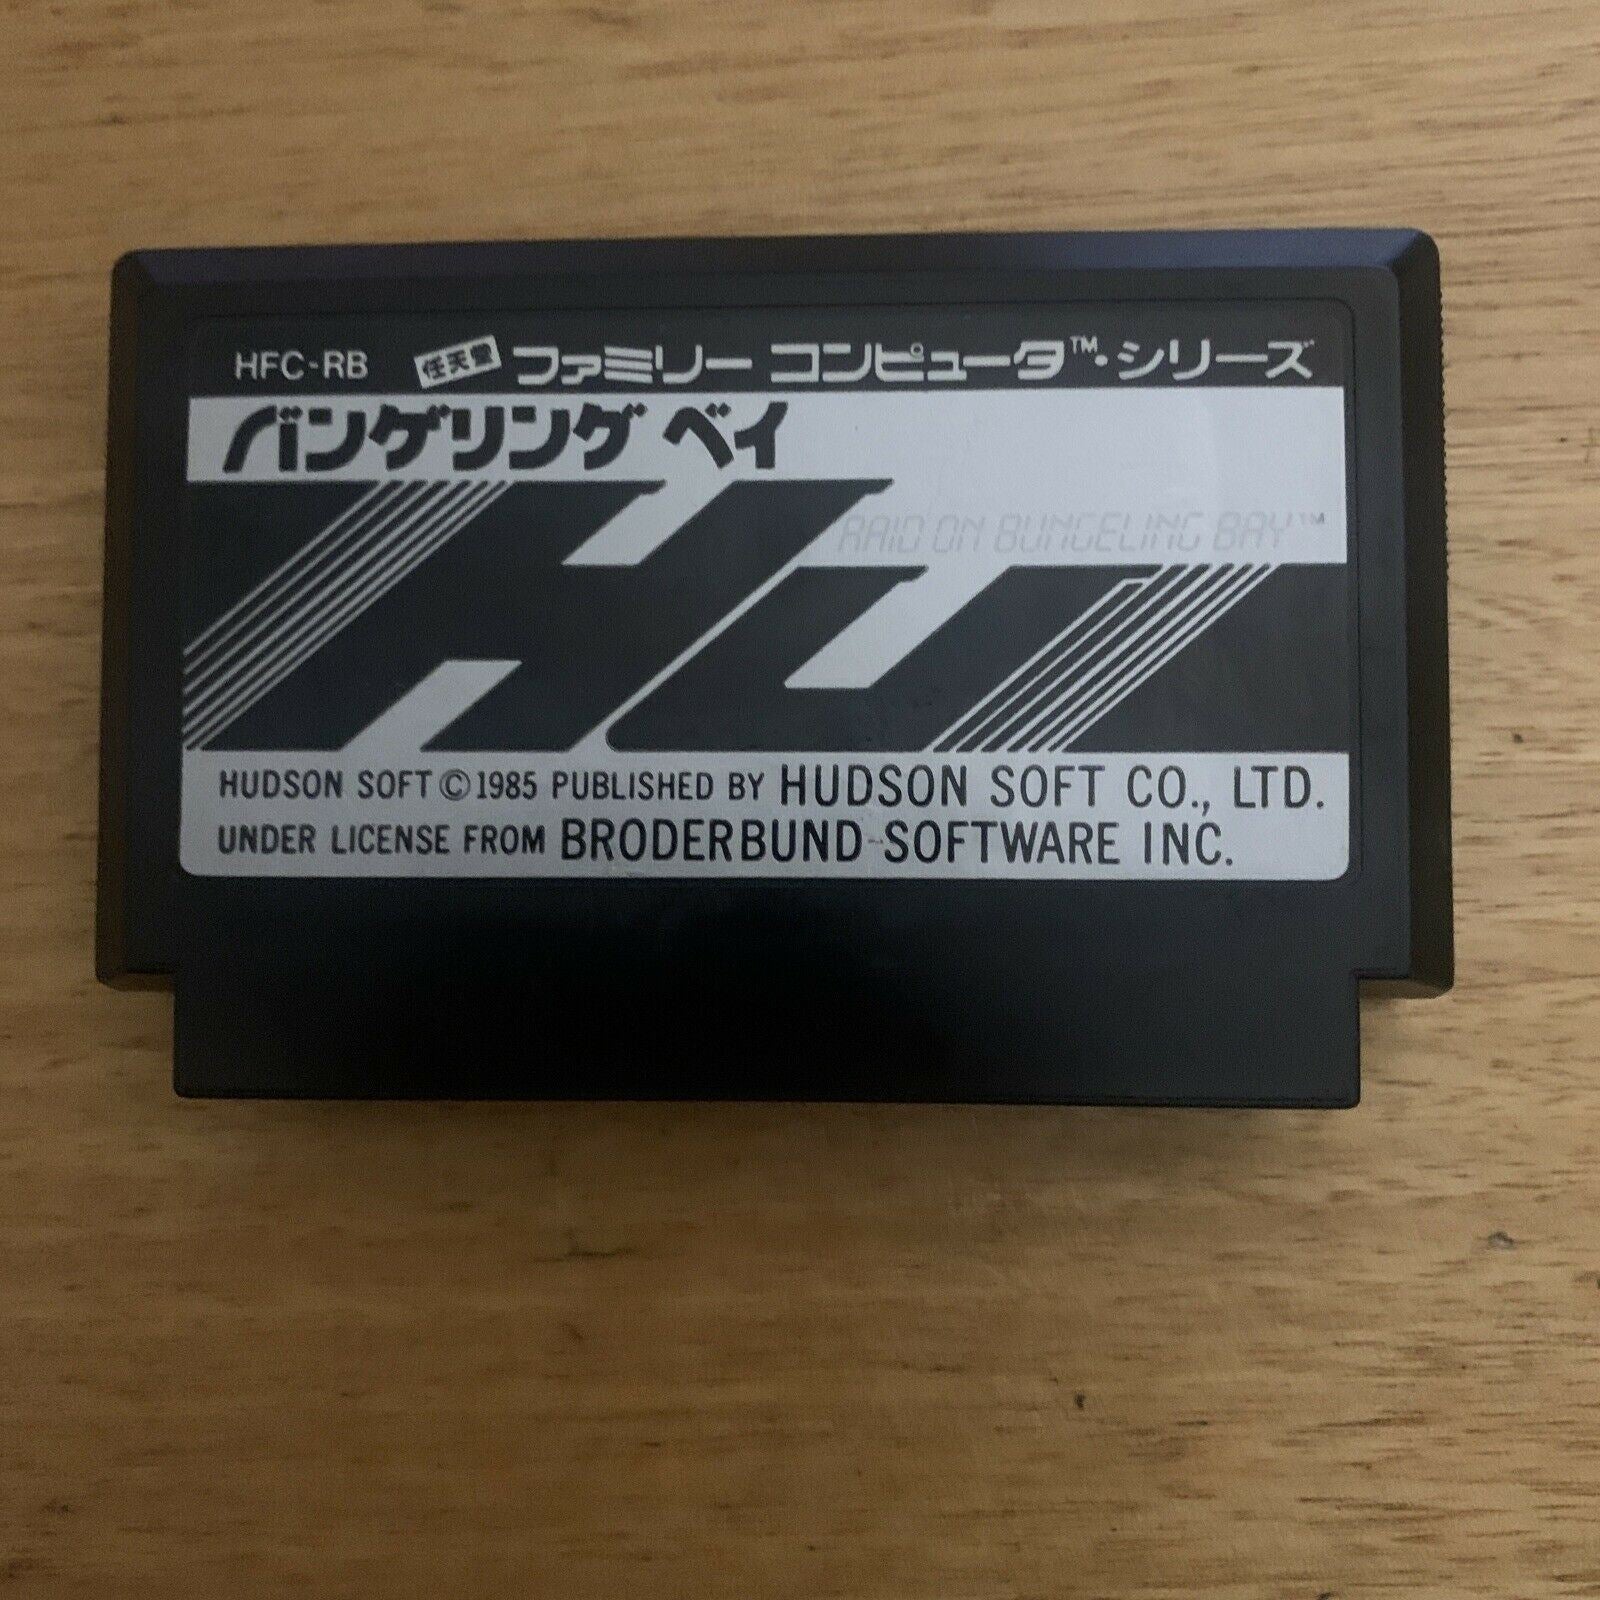 HFC-RB 任天堂 ファミリー コンピュータ™・シリーズ
バンゲリング ベイ
RAID ON BUNGELING BAY™
HUDSON SOFT © 1985 PUBLISHED BY HUDSON SOFT CO., LTD.
UNDER LICENSE FROM BRODERBUND SOFTWARE INC.